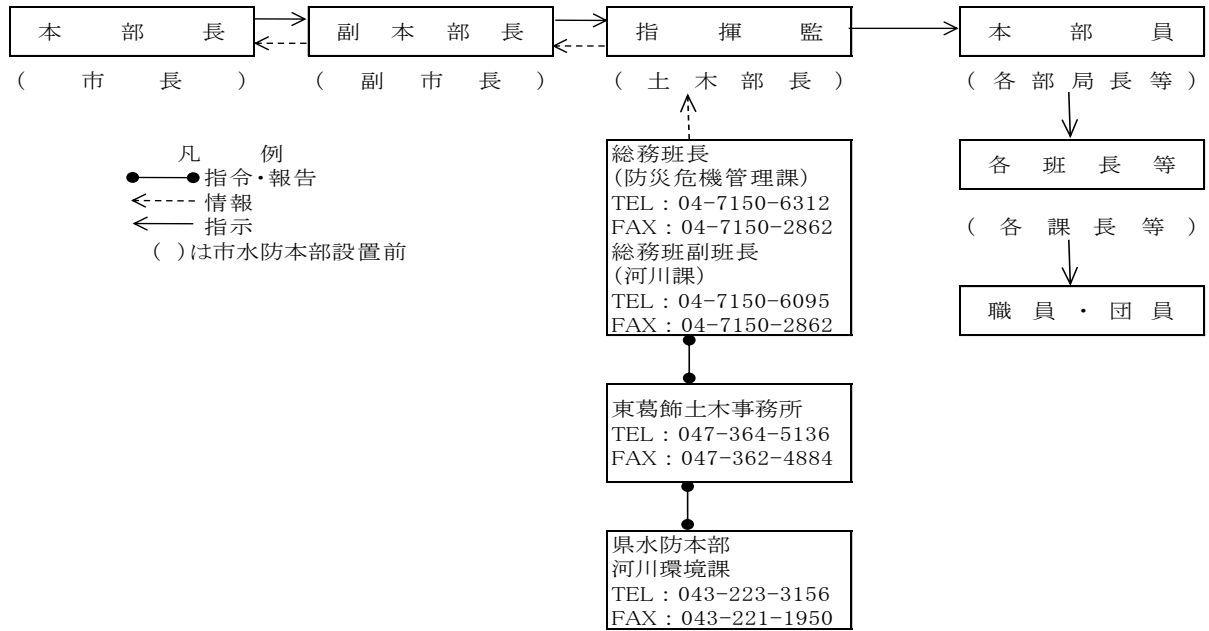 本部長
副本部長
指揮監
本部員
(市長)
(副市長)
(土木部長)
(各部局長等)
凡例
指令・報告
情報
指示
( )は市水防本部設置前
総務班長
(防災危機管理課)
TEL：04-7150-6312
FAX：04-7150-2862
総務班副班長
(河川課)
TEL：04-7150-6095
FAX：04-7150-2862
各班長等
(各課長等)
職員・団員
東葛飾土木事務所
TEL：047-364-5136
FAX：047-362-4884
県水防本部
河川環境課
TEL：043-223-3156
FAX：043-221-1950